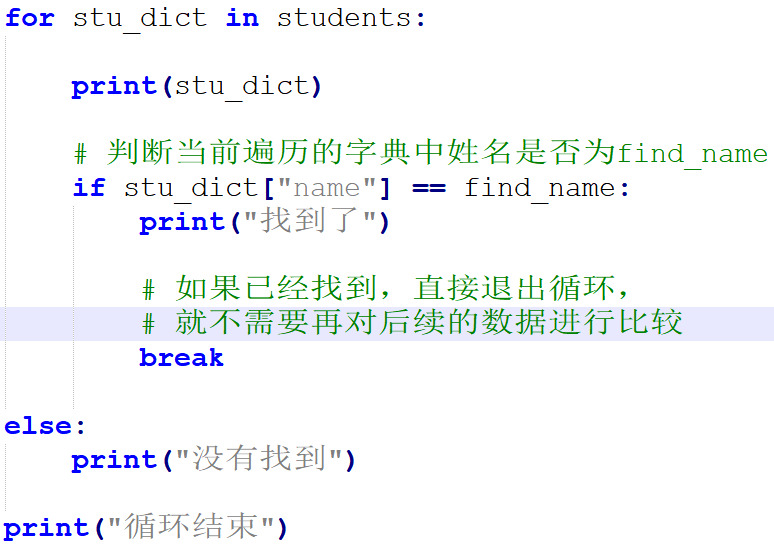 for stu_dict in students:
print(stu_dict)
# 判断当前遍历的字典中姓名是否为find_name
if stu_dict["name"] == find_name:
print("找到了")
# 如果已经找到，直接退出循环，
# 就不需要再对后续的数据进行比较
break
else:
print("没有找到")
print("循环结束")